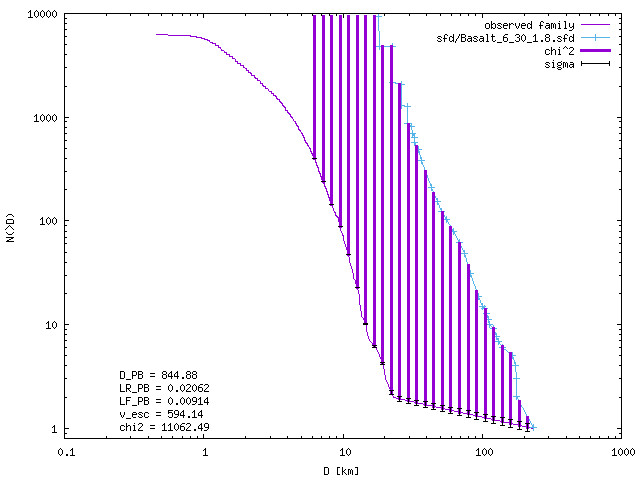 10000
1000
100
10
1
N(>D)
observed family
sfd/Basalt_6_30_1.8.sfd
chi^2
sigma
D_PB = 844.88
LR_PB = 0.02062
LF_PB = 0.00914
v_esc = 594.14
chi2 = 11062.49
0.1 1 10 100 1000
D [km]